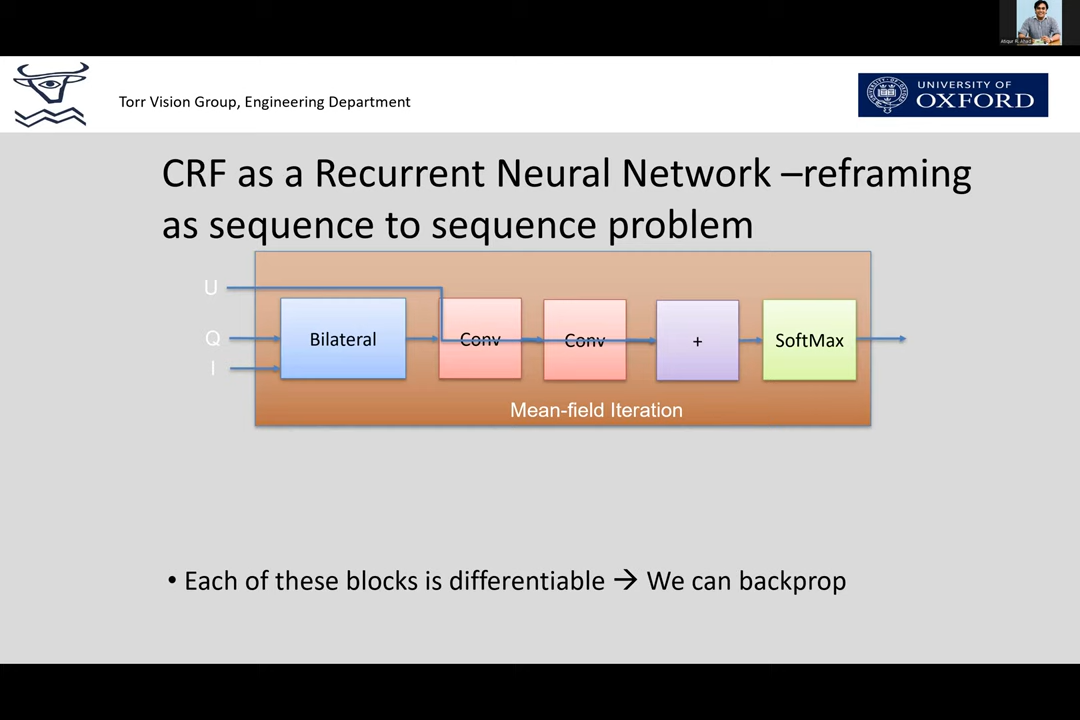 Torr Vision Group, Engineering Department
UNIVERSITY OF
OXFORD
CRF as a Recurrent Neural Network –reframing
as sequence to sequence problem
U
Q
I
Bilateral
Conv
Conv
+
SoftMax
Mean-field Iteration
• Each of these blocks is differentiable → We can backprop